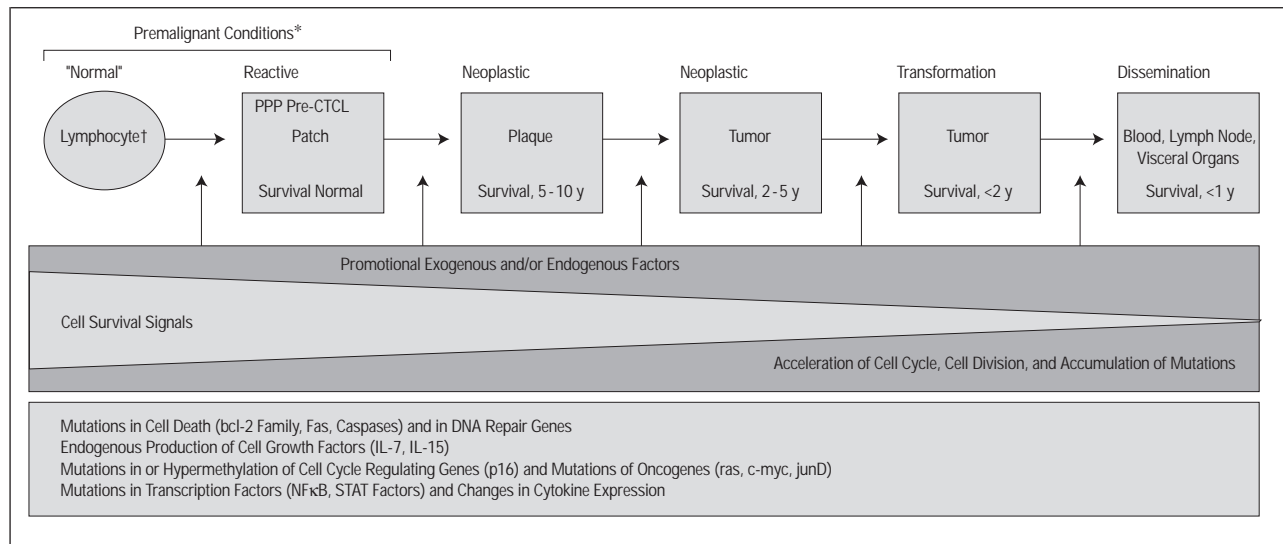 Premalignant Conditions*
"Normal"
Reactive
Neoplastic
Neoplastic
Transformation
Dissemination
Lymphocyte†
PPP Pre-CTCL
Patch
Survival Normal
Plaque
Survival, 5-10 y
Tumor
Survival, 2-5 y
Tumor
Survival, <2 y
Blood, Lymph Node,
Visceral Organs
Survival, <1 y
Promotional Exogenous and/or Endogenous Factors
Cell Survival Signals
Acceleration of Cell Cycle, Cell Division, and Accumulation of Mutations
Mutations in Cell Death (bcl-2 Family, Fas, Caspases) and in DNA Repair Genes
Endogenous Production of Cell Growth Factors (IL-7, IL-15)
Mutations in or Hypermethylation of Cell Cycle Regulating Genes (p16) and Mutations of Oncogenes (ras, c-myc, junD)
Mutations in Transcription Factors (NFκB, STAT Factors) and Changes in Cytokine Expression